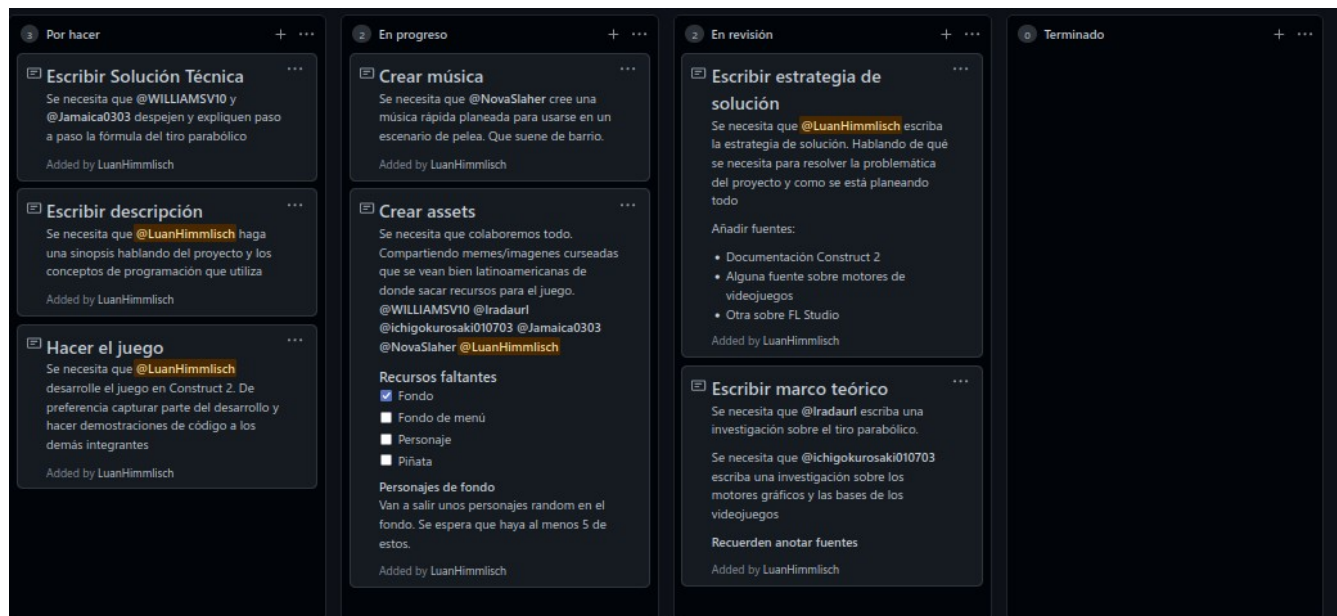 3 Por hacer
Escribir Solución Técnica
Se necesita que @WILLIAMSV10 y
@Jamaica0303 despejen y expliquen paso
a paso la fórmula del tiro parabólico
Added by LuanHimmlisch
Escribir descripción
Se necesita que @LuanHimmlisch haga
una sinopsis hablando del proyecto y los
conceptos de programación que utiliza
Added by LuanHimmlisch
Hacer el juego
Se necesita que @LuanHimmlisch
desarrolle el juego en Construct 2. De
preferencia capturar parte del desarrollo y
hacer demostraciones de código a los
demás integrantes
Added by LuanHimmlisch
2 En progreso
Crear música
Se necesita que @NovaSlaher cree una
música rápida planeada para usarse en un
escenario de pelea. Que suene de barrio.
Added by LuanHimmlisch
Crear assets
Se necesita que colaboremos todo.
Compartiendo memes/imagenes curseadas
que se vean bien latinoamericanas de
donde sacar recursos para el juego.
@WILLIAMSV10 @Iradaurl
@ichigokurosaki010703 @Jamaica0303
@NovaSlaher @LuanHimmlisch
Recursos faltantes
Fondo
Fondo de menú
Personaje
Piñata
Personajes de fondo
Van a salir unos personajes random en el
fondo. Se espera que haya al menos 5 de
estos.
Added by LuanHimmlisch
2 En revisión
Escribir estrategia de
solución
Se necesita que @LuanHimmlisch escriba
la estrategia de solución. Hablando de qué
se necesita para resolver la problemática
del proyecto y como se está planeando
todo
Añadir fuentes:
• Documentación Construct 2
• Alguna fuente sobre motores de
videojuegos
• Otra sobre FL Studio
Added by LuanHimmlisch
Escribir marco teórico
Se necesita que @Iradaurl escriba una
investigación sobre el tiro parabólico.
Se necesita que @ichigokurosaki010703
escriba una investigación sobre los
motores gráficos y las bases de los
videojuegos
Recuerden anotar fuentes
Added by LuanHimmlisch
0 Terminado